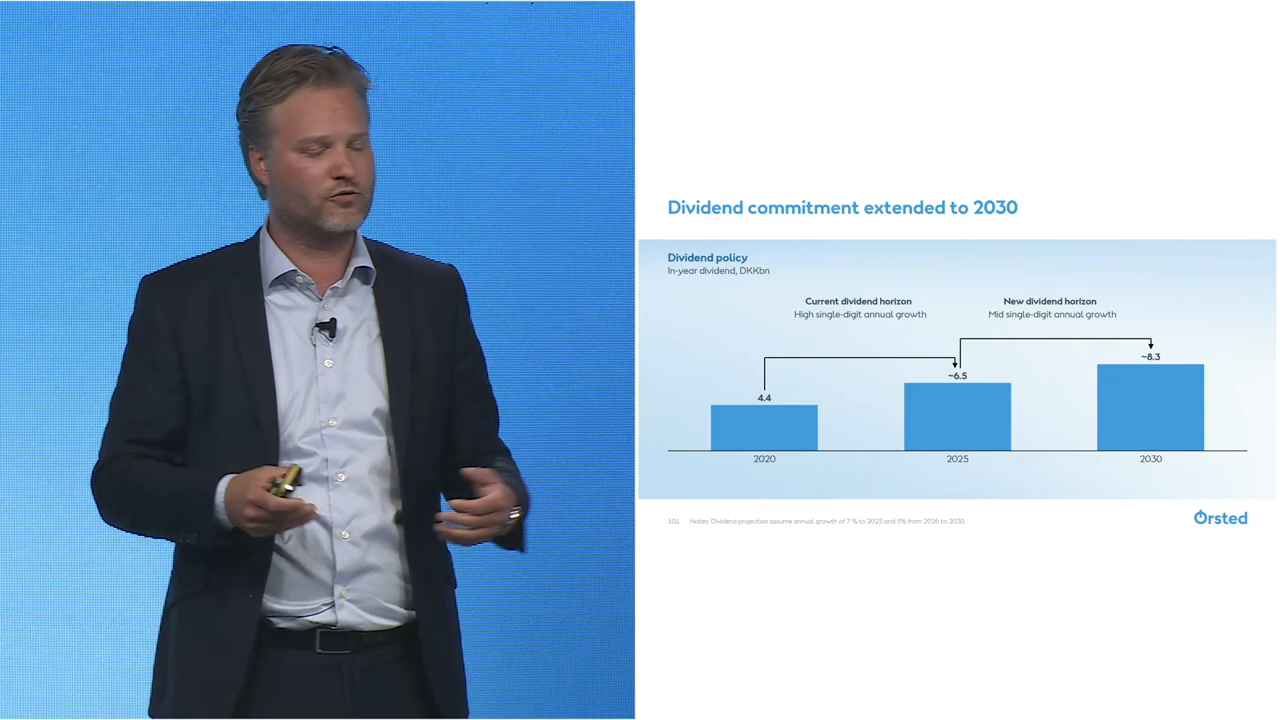 Dividend commitment extended to 2030
Dividend policy
In-year dividend, DKKbn
Current dividend horizon
High single-digit annual growth
New dividend horizon
Mid single-digit annual growth
4.4
~6.5
~8.3
2020
2025
2030
101 Notes: Dividend projection assume annual growth of 7 % to 2025 and 5% from 2026 to 2030.
Ørsted